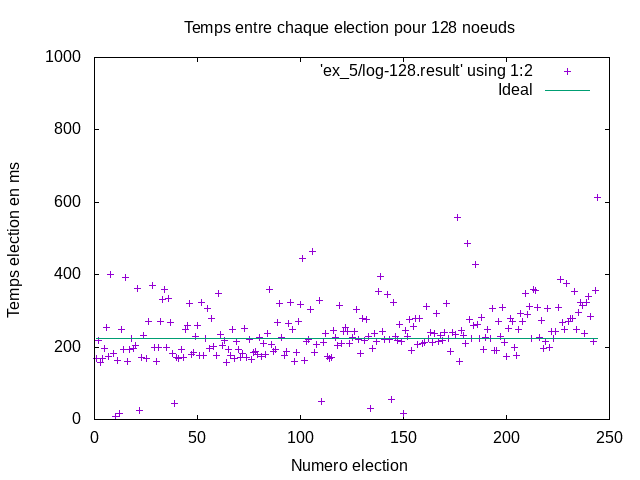 Temps entre chaque election pour 128 noeuds
1000
800
600
400
200
0
'ex_5/log-128.result' using 1:2
Ideal
Temps election en ms
0 50 100 150 200 250
Numero election